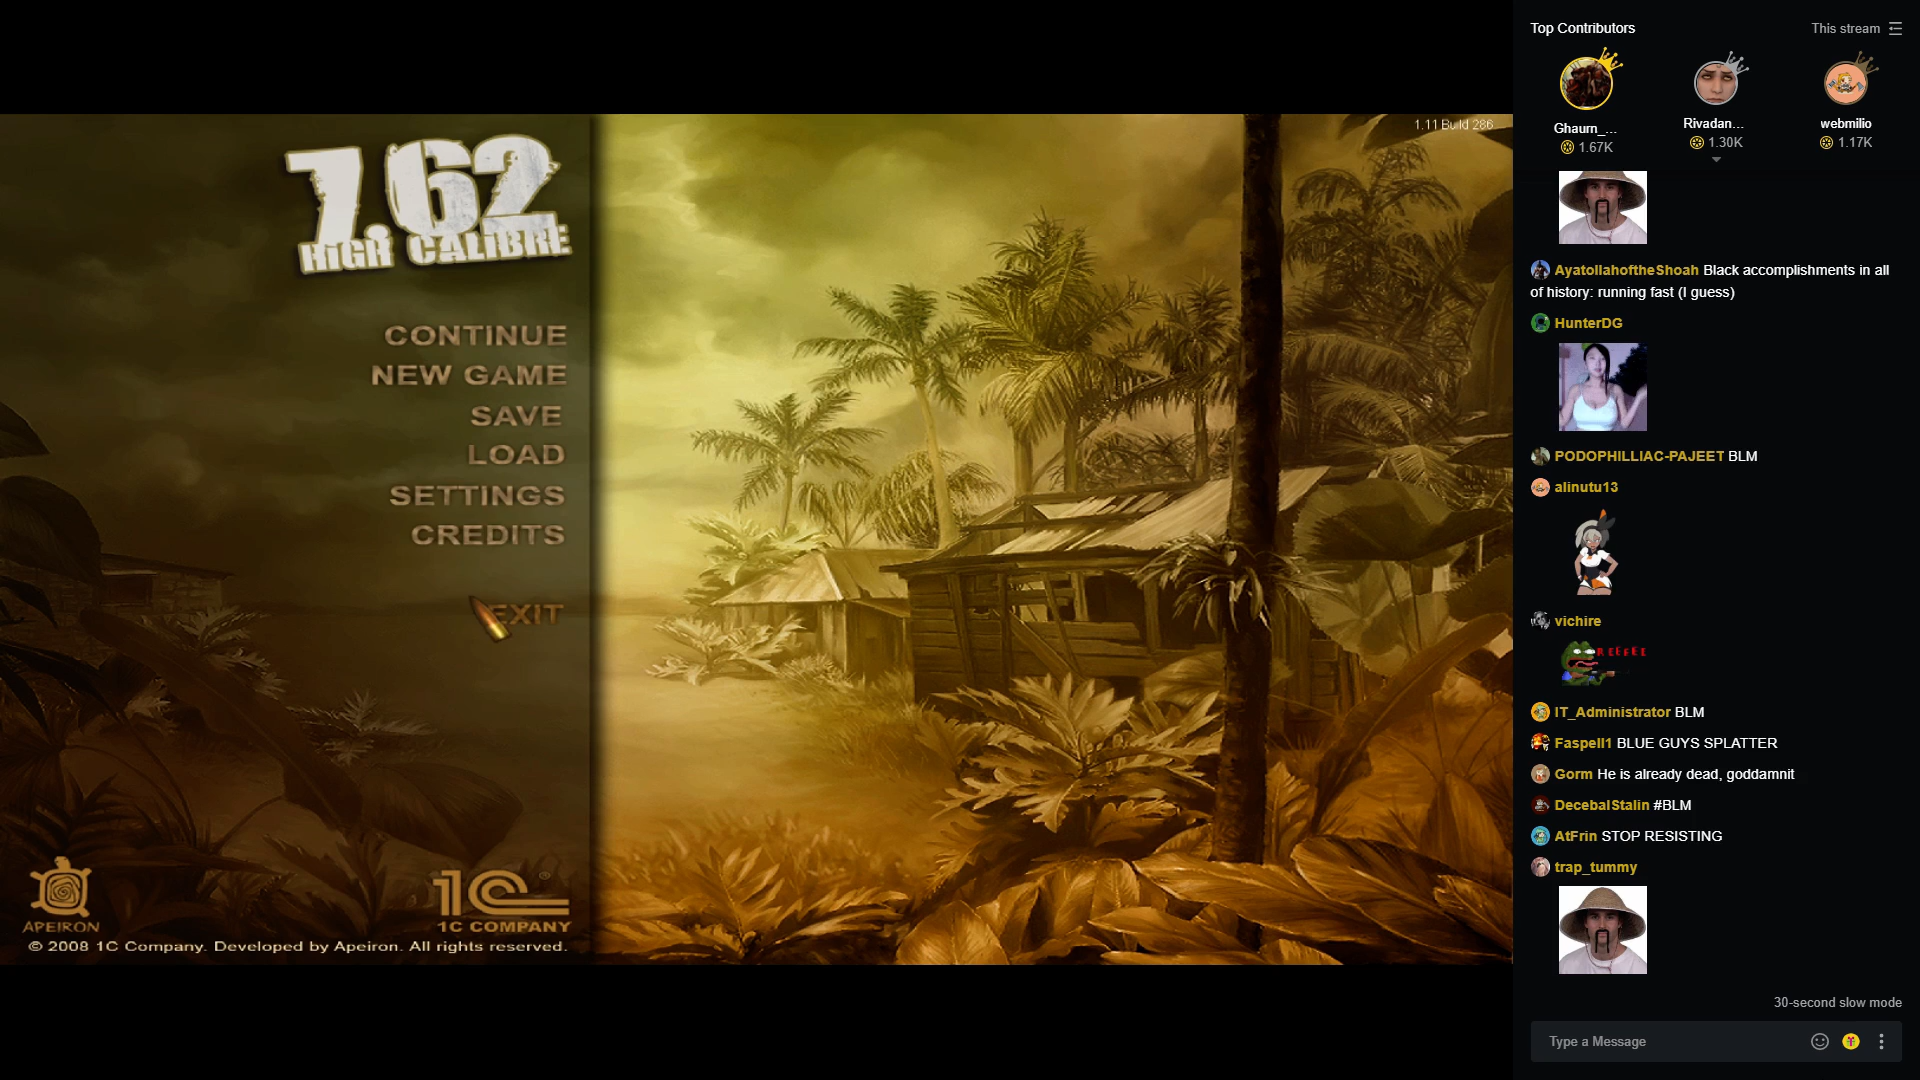 1.11 Build 286
7.62
HIGH CALIBRE
CONTINUE
NEW GAME
SAVE
LOAD
SETTINGS
CREDITS
EXIT
APEIRON
1C
®
1C COMPANY
© 2008 1C Company. Developed by Apeiron. All rights reserved.
Top Contributors
This stream
Ghaurn_...
1.67K
Rivadan...
1.30K
webmilio
1.17K
AyatollahoftheShoah Black accomplishments in all
of history: running fast (I guess)
HunterDG
PODOPHILLIAC-PAJEET BLM
alinutu13
vichire
REEEEE
IT_Administrator BLM
Faspell1 BLUE GUYS SPLATTER
Gorm He is already dead, goddamnit
DecebalStalin #BLM
AtFrin STOP RESISTING
trap_tummy
30-second slow mode
Type a Message